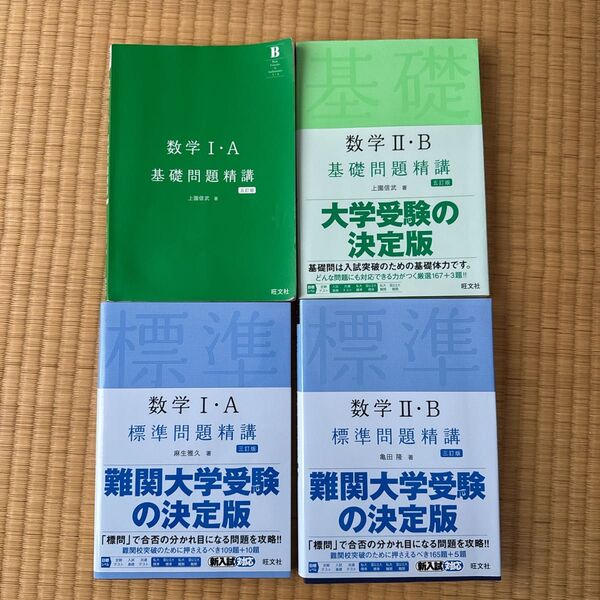 B
数学 Ⅰ・A
基礎問題精講
五訂版
上園信武 著
旺文社
基礎
数学 Ⅱ・B
基礎問題精講
上園信武 著
五訂版
大学受験の
決定版
基礎問は入試突破のための基礎体力です。
どんな問題にも対応できる力がつく厳選167+3題!!
旺文社
標準
数学 Ⅰ・A
標準問題精講
三訂版
麻生雅久 著
難関大学受験
の決定版
「標問」で合否の分かれ目になる問題を攻略!!
難関校突破のために押さえるべき109題+10題
新入試対応
旺文社
標準
数学 Ⅱ・B
標準問題精講
亀田 隆 著
三訂版
難関大学受験
の決定版
「標問」で合否の分かれ目になる問題を攻略!!
難関校突破のために押さえるべき165題+5題
新入試対応
旺文社